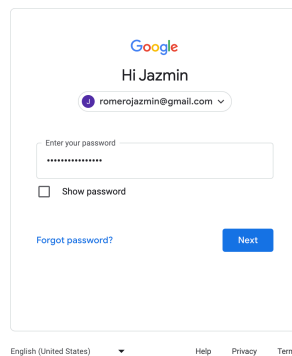 Google
Hi Jazmin
J romerojazmin@gmail.com
Enter your password
•••••••••••••••
Show password
Forgot password? Next
English (United States) Help Privacy Term